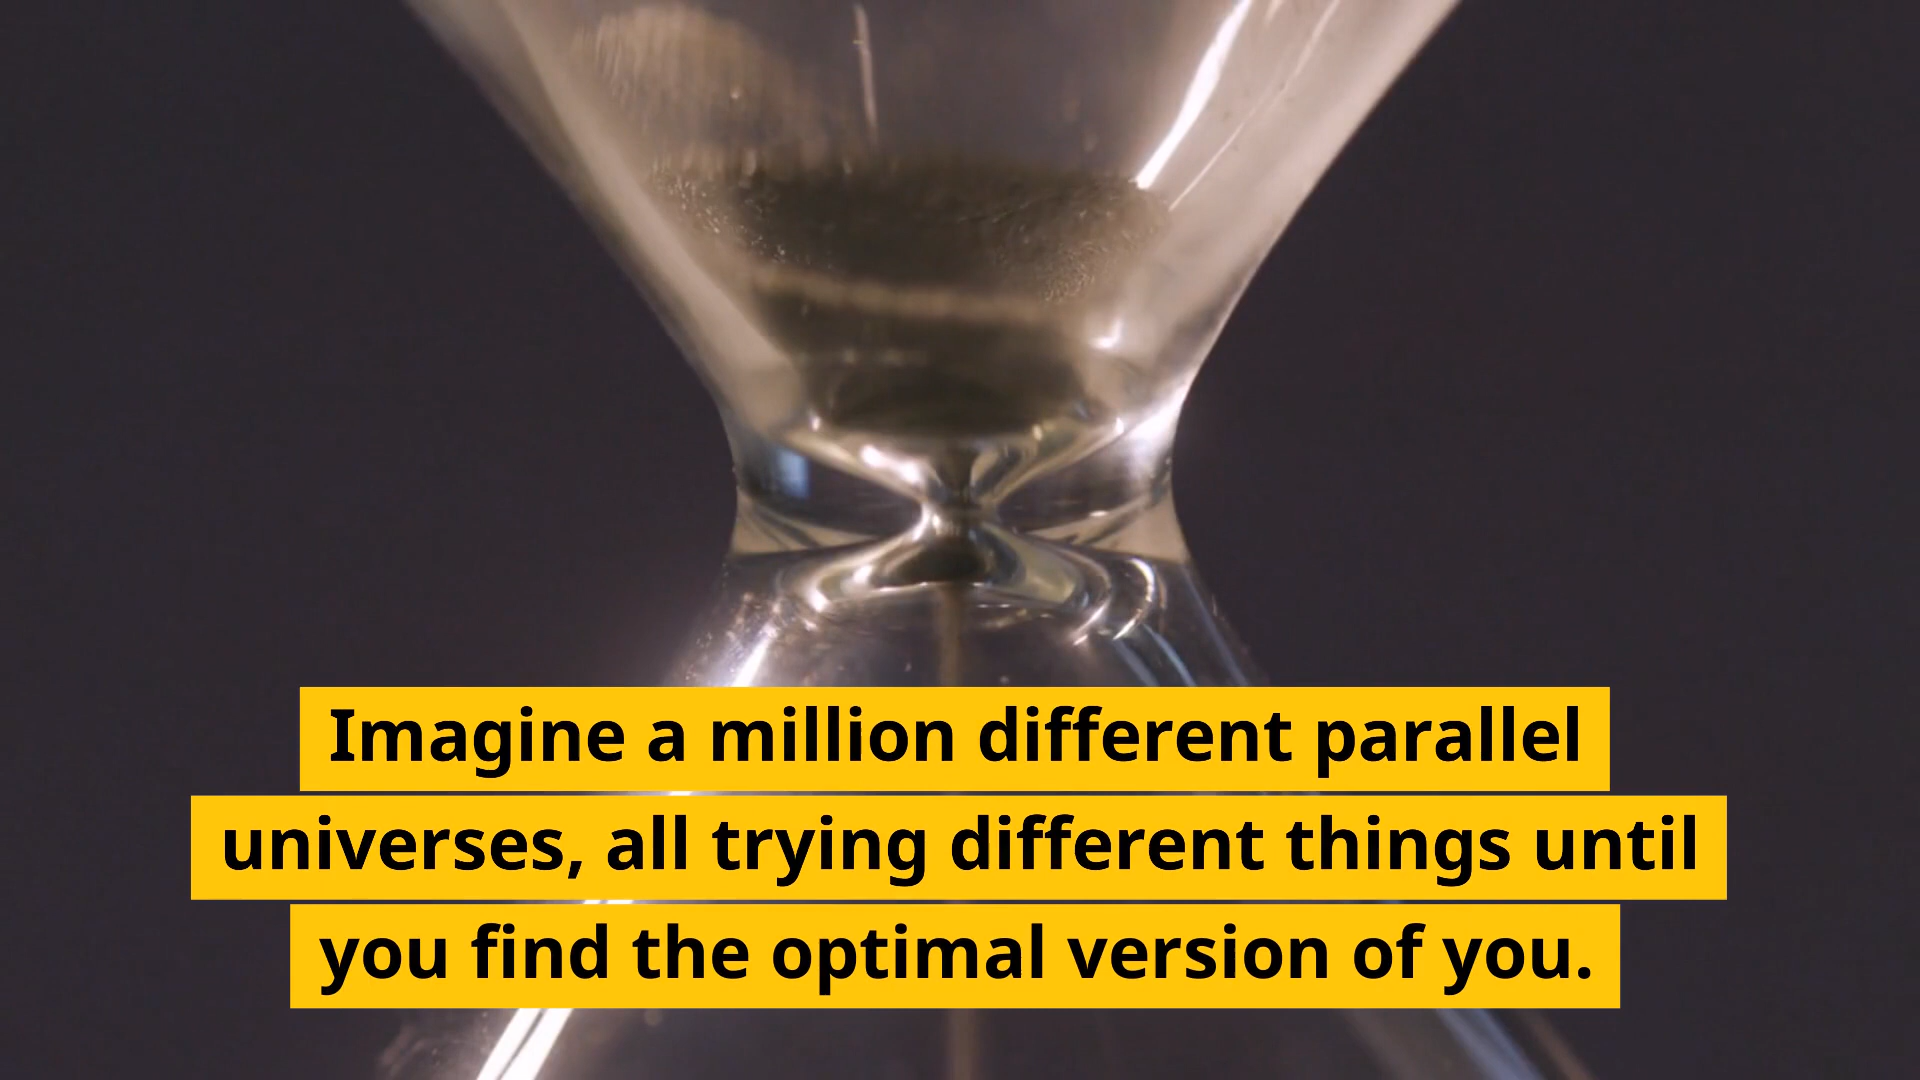 Imagine a million different parallel
universes, all trying different things until
you find the optimal version of you.